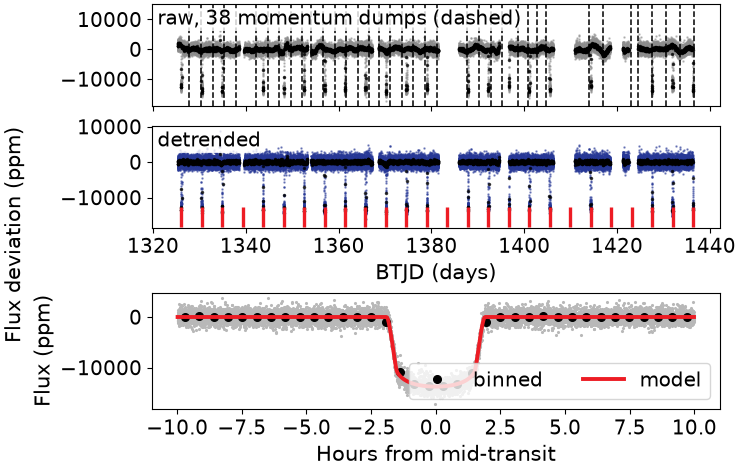 raw, 38 momentum dumps (dashed)
10000
0
−10000
detrended
10000
0
−10000
1320 1340 1360 1380 1400 1420 1440
BTJD (days)
Flux deviation (ppm)
Flux (ppm)
0
−10000
binned model
−10.0 −7.5 −5.0 −2.5 0.0 2.5 5.0 7.5 10.0
Hours from mid-transit